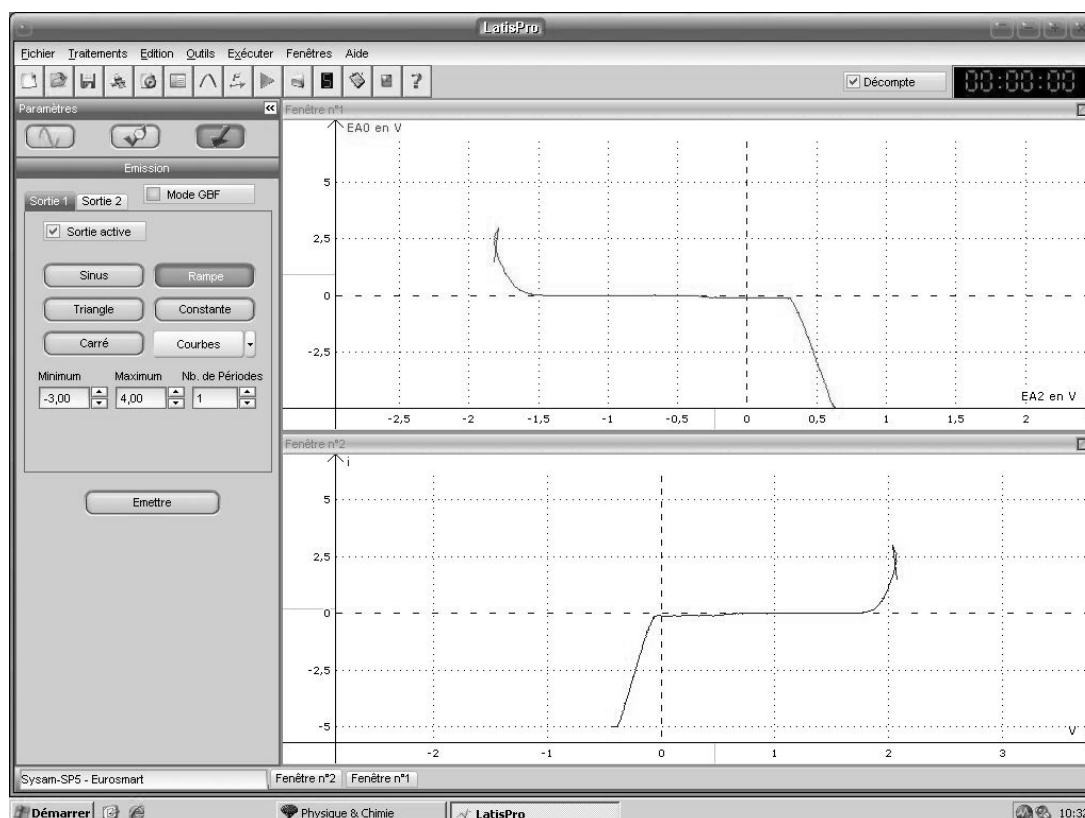 LatisPro
Fichier Traitements Edition Outils Exécuter Fenêtres Aide
Décompte
00:00:00
Paramètres
Emission
Sortie 1 Sortie 2 Mode GBF
Sortie active
Sinus Rampe
Triangle Constante
Carré Courbes
Minimum Maximum Nb. de Périodes
-3,00 4,00 1
Emettre
Fenêtre n°1
EA0 en V
5
2,5
0
-2,5
EA2 en V
-2,5 -2 -1,5 -1 -0,5 0 0,5 1 1,5 2
Fenêtre n°2
i
5
2,5
0
-2,5
-5
V
-2 -1 0 1 2 3
Sysam-SP5 - Eurosmart
Fenêtre n°2 Fenêtre n°1
Démarrer Physique & Chimie LatisPro 10:32